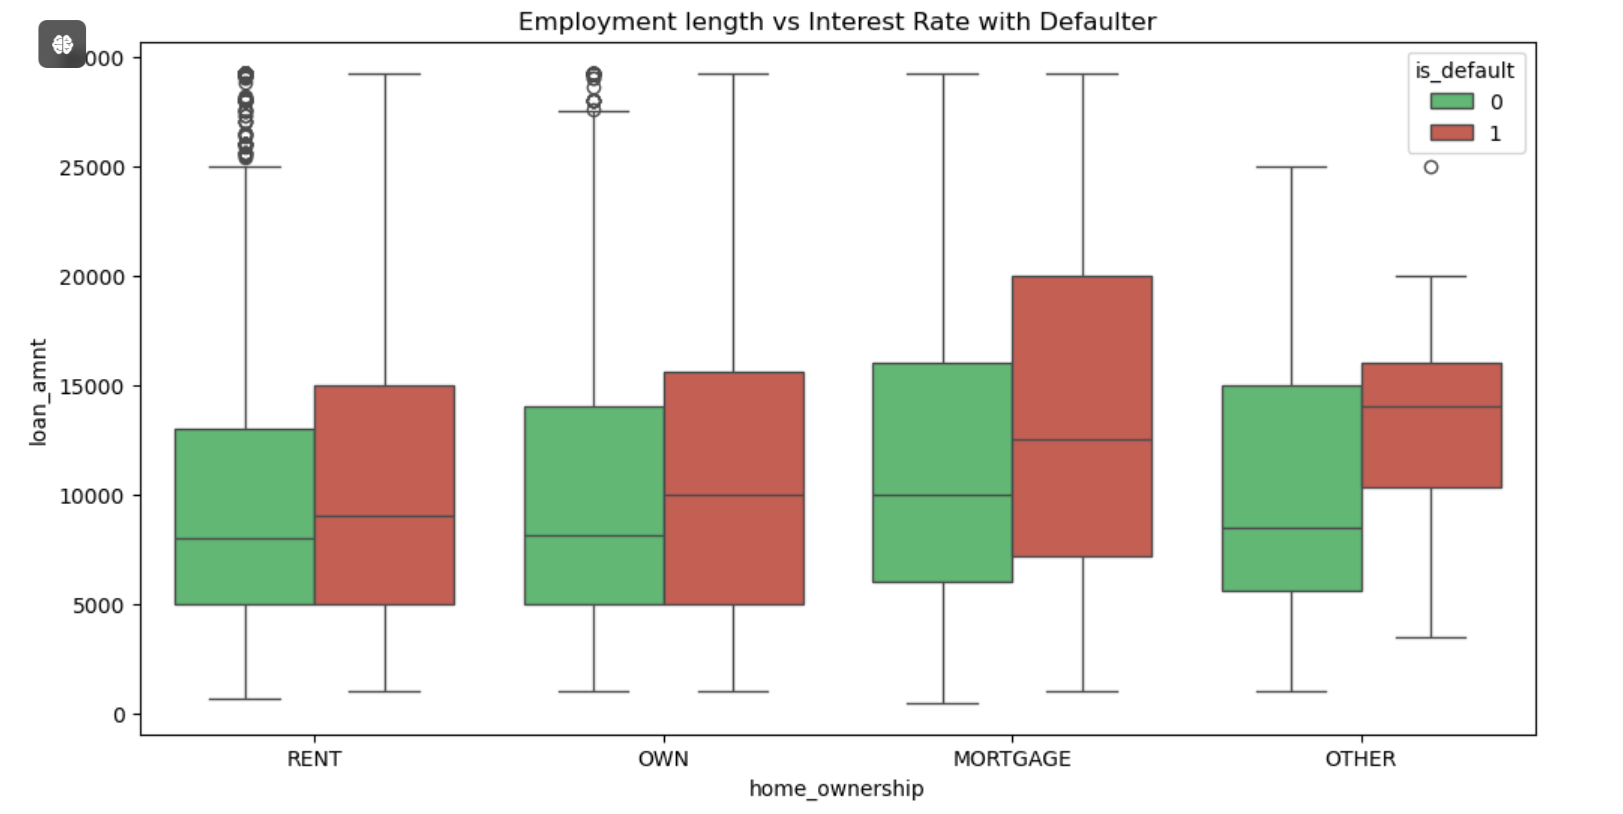 Employment length vs Interest Rate with Defaulter
000
25000
20000
15000
10000
5000
0
loan_amnt
is_default
0
1
RENT OWN MORTGAGE OTHER
home_ownership